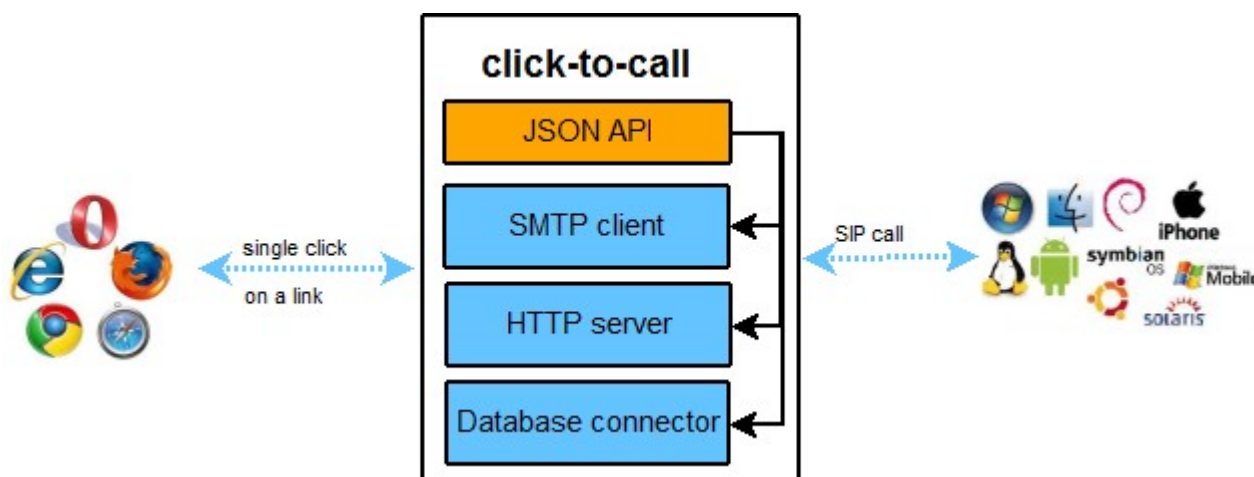 click-to-call
JSON API
SMTP client
HTTP server
Database connector
single click
on a link
SIP call
iPhone
symbian
OS
Mobile
solaris